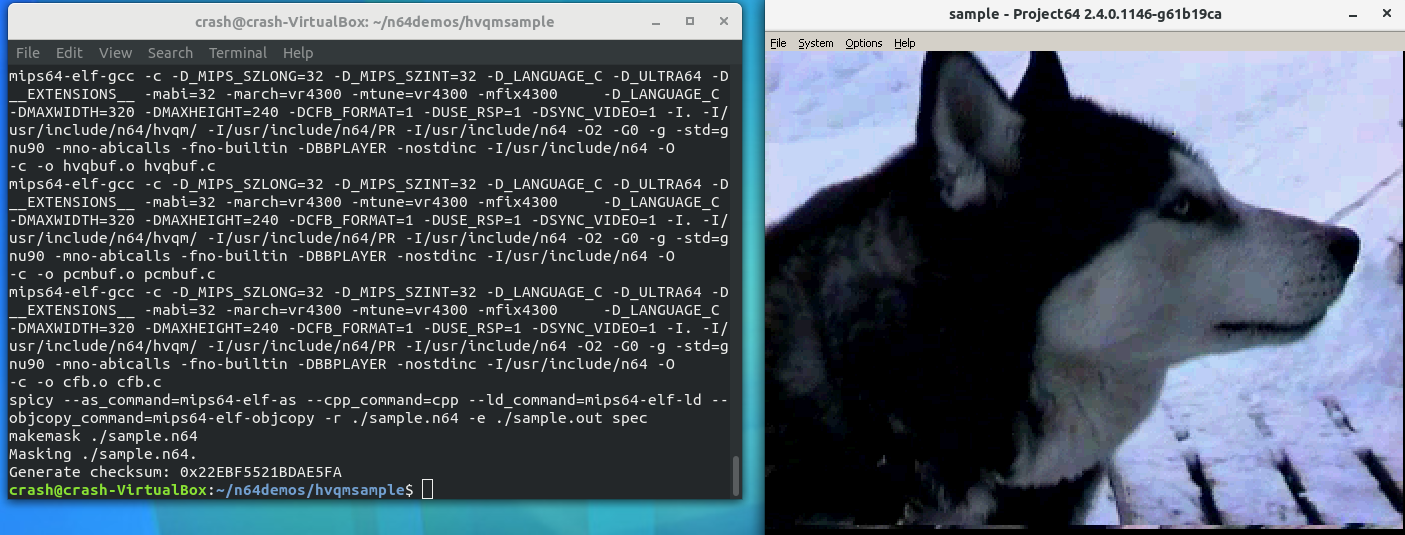 crash@crash-VirtualBox: ~/n64demos/hvqmsample
File Edit View Search Terminal Help
mips64-elf-gcc -c -D_MIPS_SZLONG=32 -D_MIPS_SZINT=32 -D_LANGUAGE_C -D_ULTRA64 -D
__EXTENSIONS__ -mabi=32 -march=vr4300 -mtune=vr4300 -mfix4300     -D_LANGUAGE_C
-DMAXWIDTH=320 -DMAXHEIGHT=240 -DCFB_FORMAT=1 -DUSE_RSP=1 -DSYNC_VIDEO=1 -I. -I/
usr/include/n64/hvqm/ -I/usr/include/n64/PR -I/usr/include/n64 -O2 -G0 -g -std=g
nu90 -mno-abicalls -fno-builtin -DBBPLAYER -nostdinc -I/usr/include/n64 -O
-c -o hvqbuf.o hvqbuf.c
mips64-elf-gcc -c -D_MIPS_SZLONG=32 -D_MIPS_SZINT=32 -D_LANGUAGE_C -D_ULTRA64 -D
__EXTENSIONS__ -mabi=32 -march=vr4300 -mtune=vr4300 -mfix4300     -D_LANGUAGE_C
-DMAXWIDTH=320 -DMAXHEIGHT=240 -DCFB_FORMAT=1 -DUSE_RSP=1 -DSYNC_VIDEO=1 -I. -I/
usr/include/n64/hvqm/ -I/usr/include/n64/PR -I/usr/include/n64 -O2 -G0 -g -std=g
nu90 -mno-abicalls -fno-builtin -DBBPLAYER -nostdinc -I/usr/include/n64 -O
-c -o pcmbuf.o pcmbuf.c
mips64-elf-gcc -c -D_MIPS_SZLONG=32 -D_MIPS_SZINT=32 -D_LANGUAGE_C -D_ULTRA64 -D
__EXTENSIONS__ -mabi=32 -march=vr4300 -mtune=vr4300 -mfix4300     -D_LANGUAGE_C
-DMAXWIDTH=320 -DMAXHEIGHT=240 -DCFB_FORMAT=1 -DUSE_RSP=1 -DSYNC_VIDEO=1 -I. -I/
usr/include/n64/hvqm/ -I/usr/include/n64/PR -I/usr/include/n64 -O2 -G0 -g -std=g
nu90 -mno-abicalls -fno-builtin -DBBPLAYER -nostdinc -I/usr/include/n64 -O
-c -o cfb.o cfb.c
spicy --as_command=mips64-elf-as --cpp_command=cpp --ld_command=mips64-elf-ld --
objcopy_command=mips64-elf-objcopy -r ./sample.n64 -e ./sample.out spec
makemask ./sample.n64
Masking ./sample.n64.
Generate checksum: 0x22EBF5521BDAE5FA
crash@crash-VirtualBox:~/n64demos/hvqmsample$
sample - Project64 2.4.0.1146-g61b19ca
File System Options Help